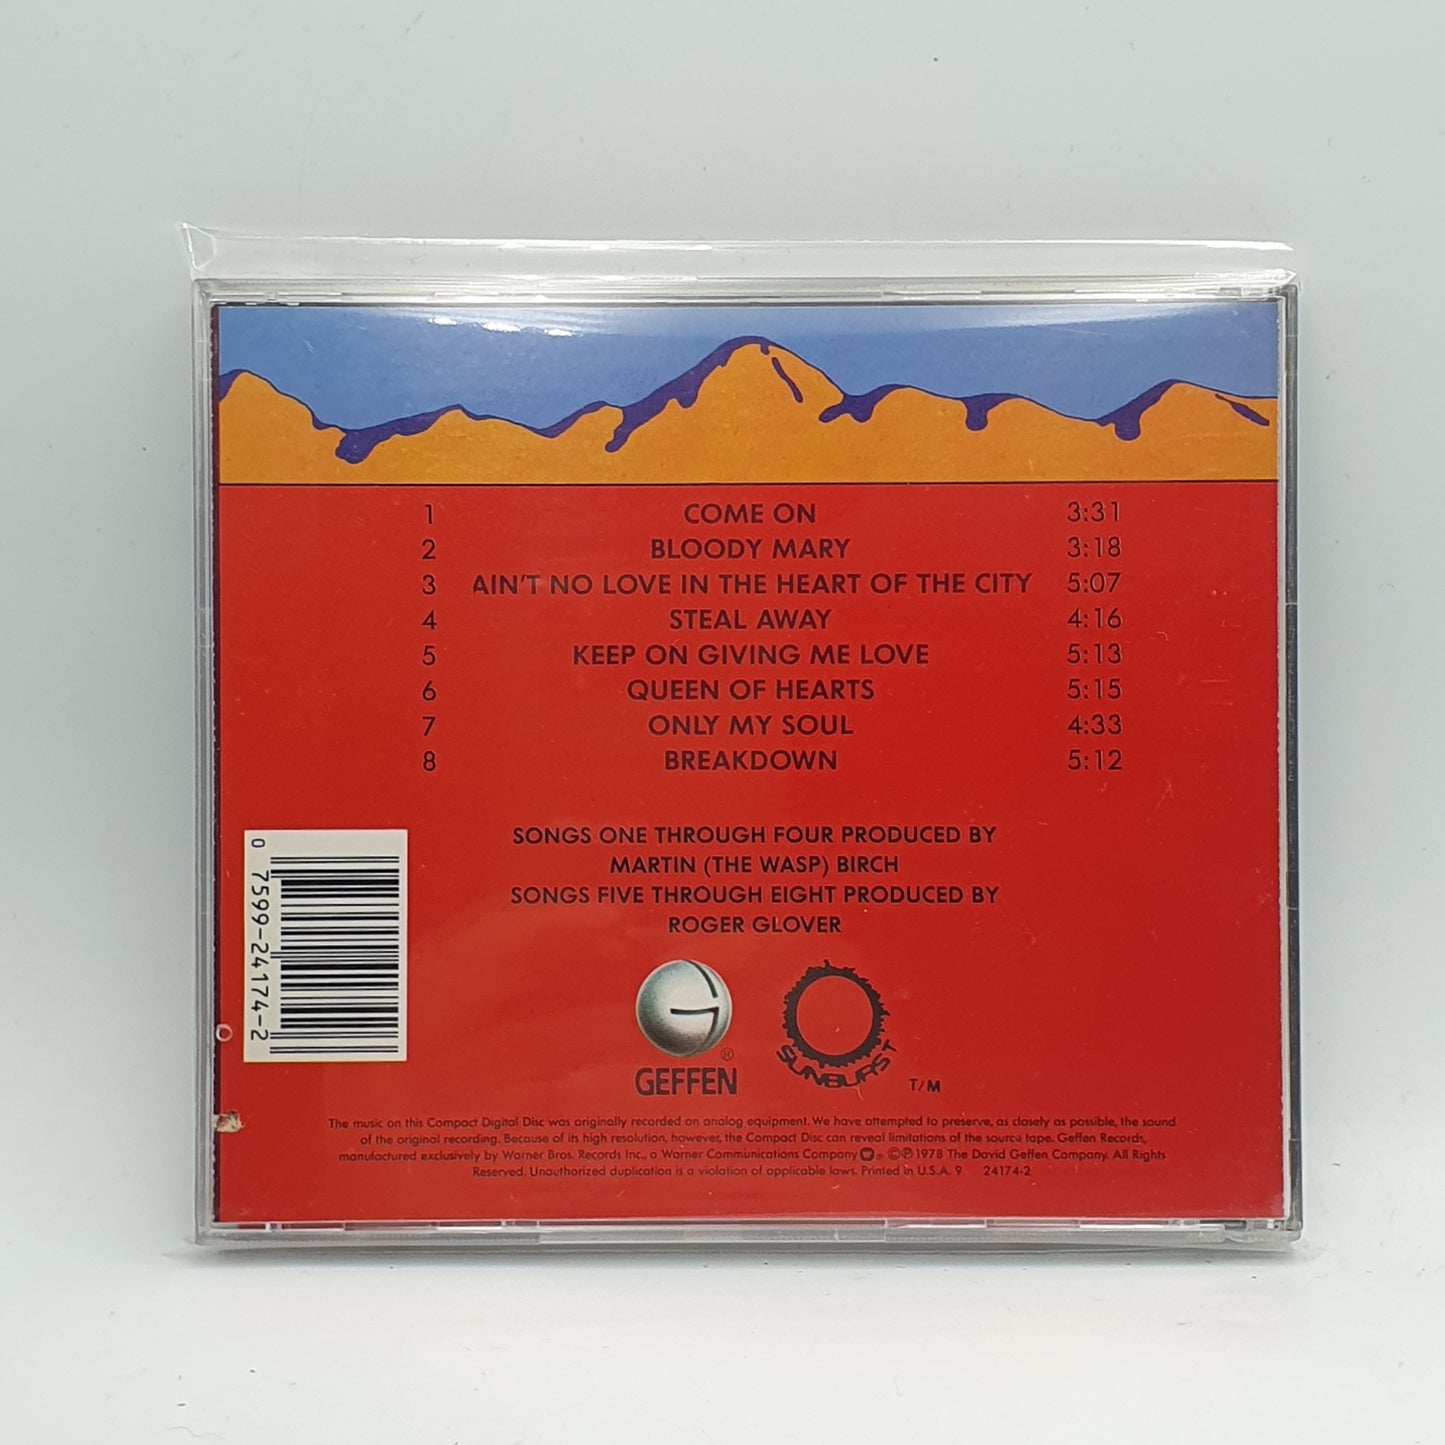 1 COME ON 3:31
2 BLOODY MARY 3:18
3 AIN'T NO LOVE IN THE HEART OF THE CITY 5:07
4 STEAL AWAY 4:16
5 KEEP ON GIVING ME LOVE 5:13
6 QUEEN OF HEARTS 5:15
7 ONLY MY SOUL 4:33
8 BREAKDOWN 5:12
SONGS ONE THROUGH FOUR PRODUCED BY
MARTIN (THE WASP) BIRCH
SONGS FIVE THROUGH EIGHT PRODUCED BY
ROGER GLOVER
0 7599-24174-2
G
®
GEFFEN
SUNBURST
T/M
The music on this Compact Digital Disc was originally recorded on analog equipment. We have attempted to preserve, as closely as possible, the sound
of the original recording. Because of its high resolution, however, the Compact Disc can reveal limitations of the source tape. Geffen Records,
manufactured exclusively by Warner Bros. Records Inc., a Warner Communications Company ®. ©℗ 1978 The David Geffen Company. All Rights
Reserved. Unauthorized duplication is a violation of applicable laws. Printed in U.S.A. 9 24174-2